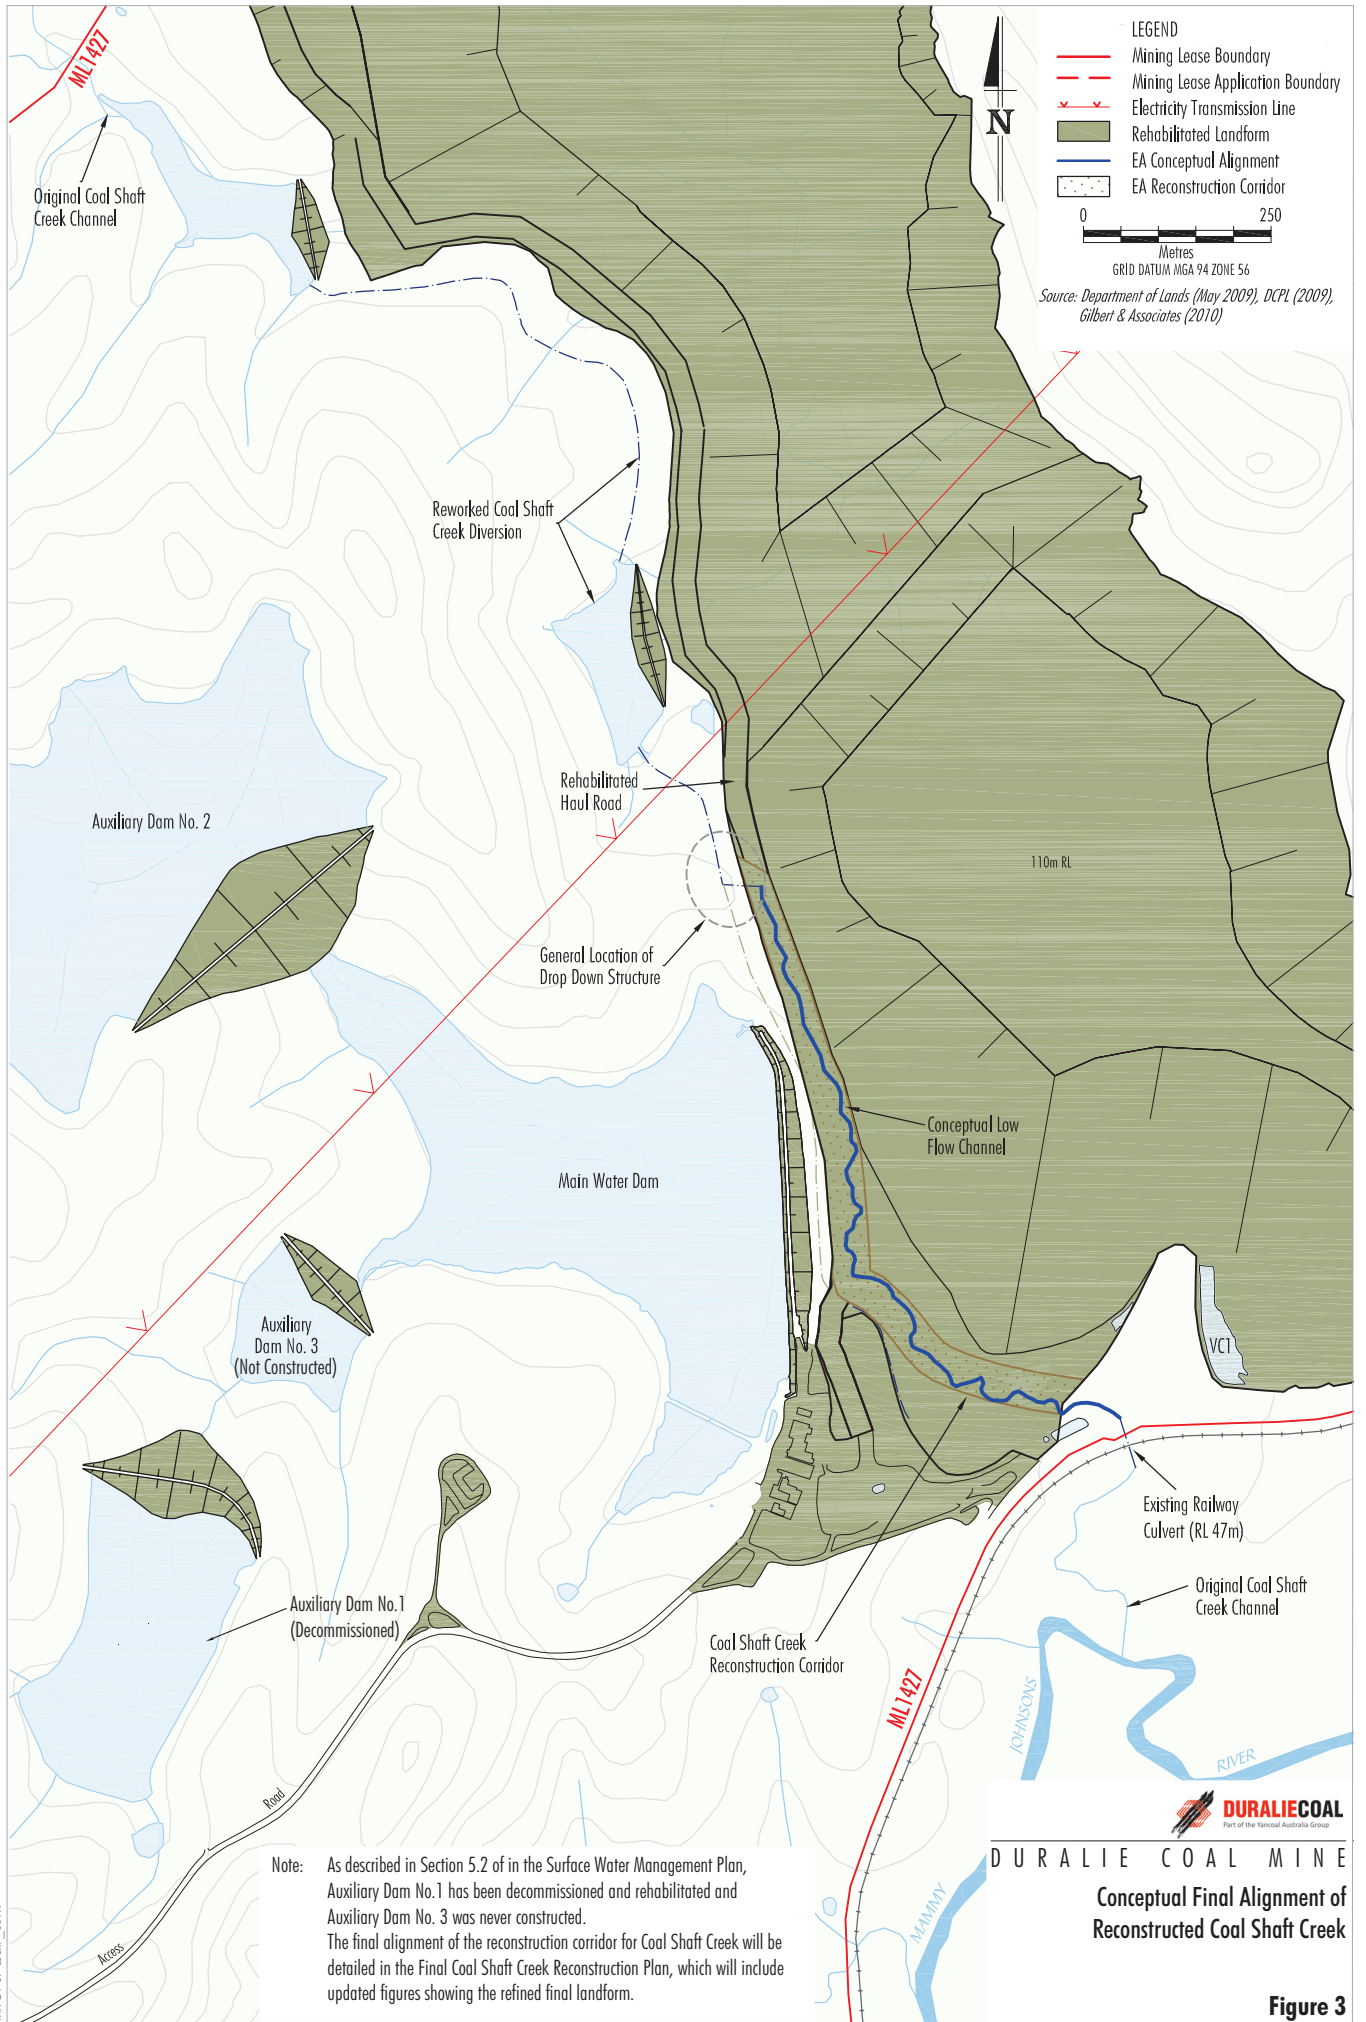 ML1427
LEGEND
Mining Lease Boundary
Mining Lease Application Boundary
Electricity Transmission Line
Rehabilitated Landform
EA Conceptual Alignment
EA Reconstruction Corridor
0 250
Metres
GRID DATUM MGA 94 ZONE 56
Source: Department of Lands (May 2009), DCPL (2009),
Gilbert & Associates (2010)
N
Original Coal Shaft
Creek Channel
Reworked Coal Shaft
Creek Diversion
Rehabilitated
Haul Road
Auxiliary Dam No. 2
110m RL
General Location of
Drop Down Structure
Conceptual Low
Flow Channel
Main Water Dam
Auxiliary
Dam No. 3
(Not Constructed)
VC1
Existing Railway
Culvert (RL 47m)
Original Coal Shaft
Creek Channel
Auxiliary Dam No.1
(Decommissioned)
Coal Shaft Creek
Reconstruction Corridor
ML1427
JOHNSONS
RIVER
MAMMY
Road
Access
DURALIECOAL
Part of the Yancoal Australia Group
DURALIE COAL MINE
Conceptual Final Alignment of
Reconstructed Coal Shaft Creek
Figure 3
Note: As described in Section 5.2 of in the Surface Water Management Plan,
Auxiliary Dam No.1 has been decommissioned and rehabilitated and
Auxiliary Dam No. 3 was never constructed.
The final alignment of the reconstruction corridor for Coal Shaft Creek will be
detailed in the Final Coal Shaft Creek Reconstruction Plan, which will include
updated figures showing the refined final landform.